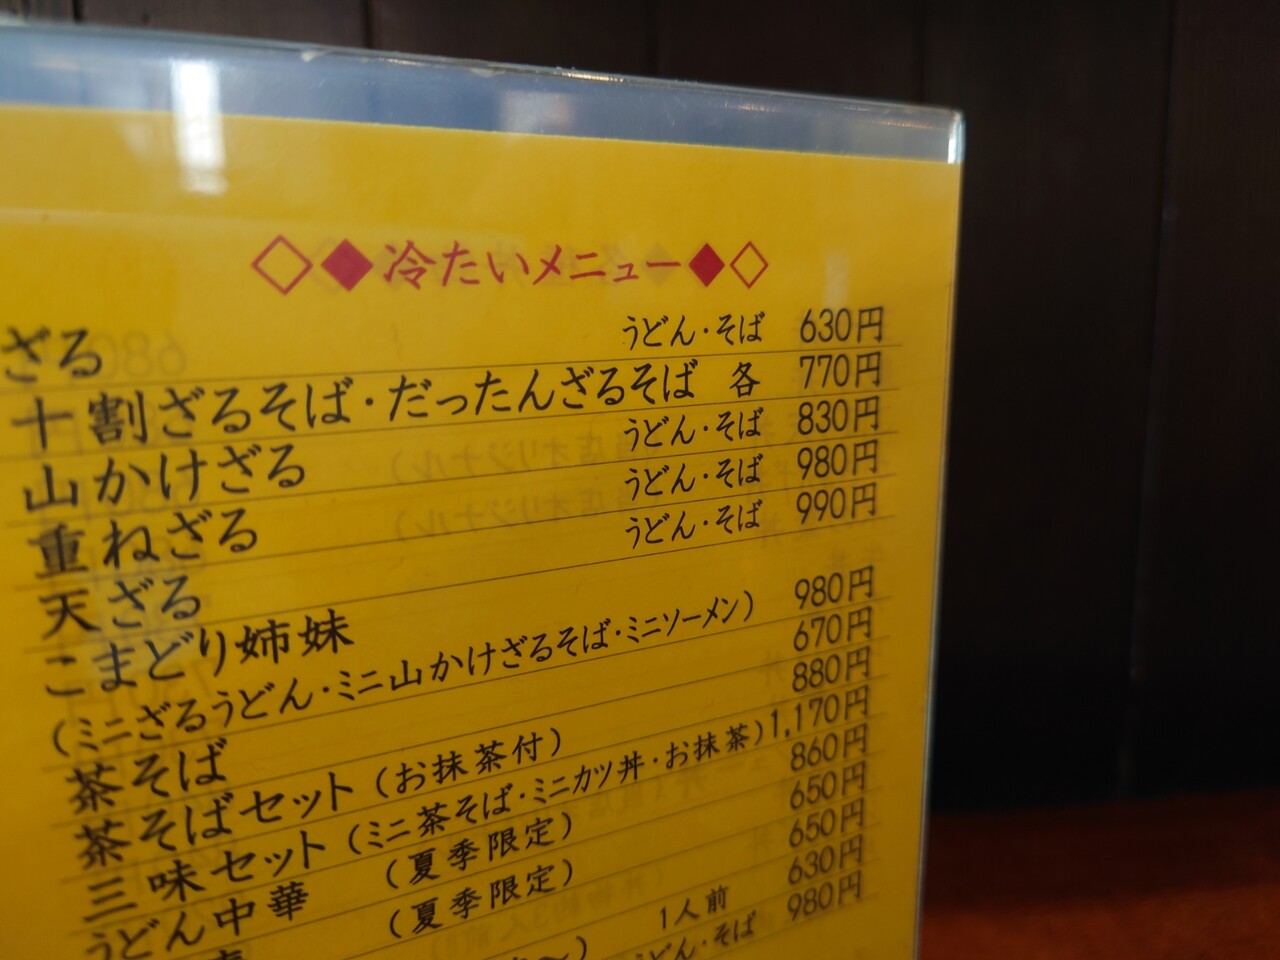 ◇◆冷たいメニュー◆◇
ざる うどん・そば 630円
十割ざるそば・だったんざるそば 各 770円
山かけざる うどん・そば 830円
重ねざる うどん・そば 980円
天ざる うどん・そば 990円
こまどり姉妹
(ミニざるうどん・ミニ山かけざるそば・ミニソーメン) 980円
茶そば 670円
茶そばセット(お抹茶付) 880円
三味セット(ミニ茶そば・ミニカツ丼・お抹茶) 1,170円
うどん中華 (夏季限定) 860円
(夏季限定) 650円
650円
1人前 630円
うどん・そば 980円